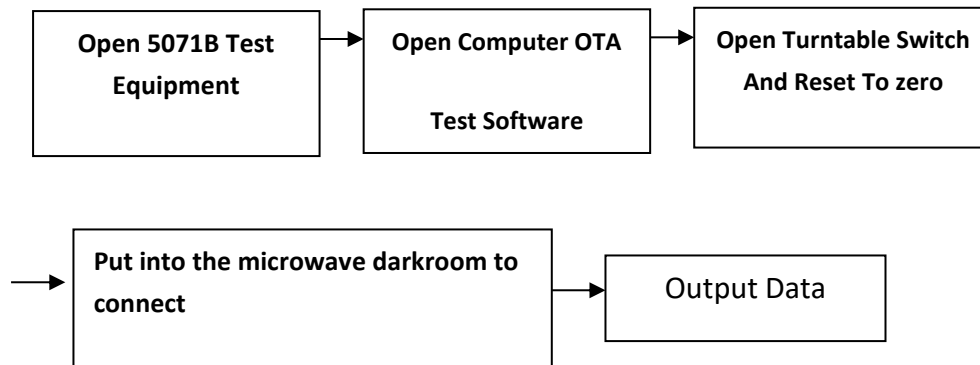 Open 5071B Test
Equipment
Open Computer OTA
Test Software
Open Turntable Switch
And Reset To zero
Put into the microwave darkroom to
connect
Output Data